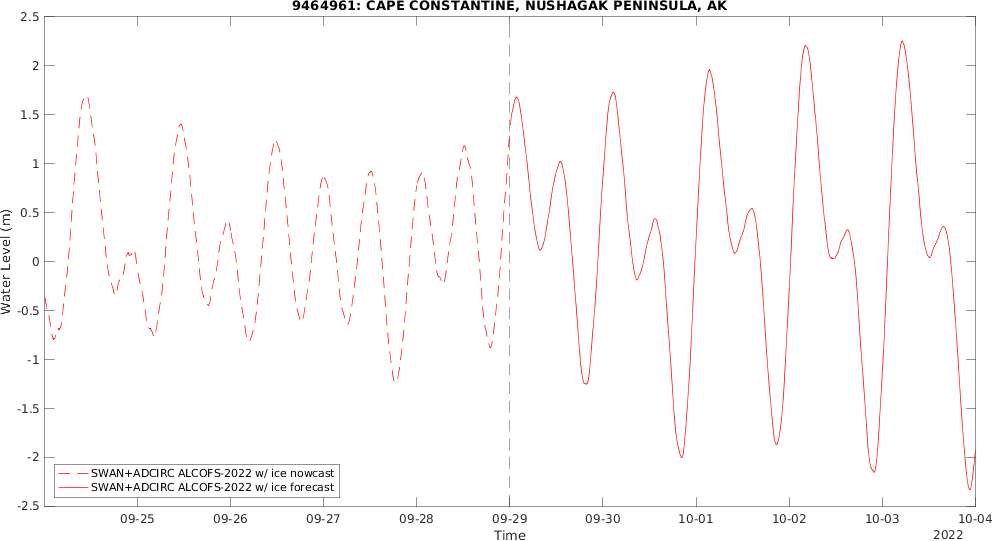 9464961: CAPE CONSTANTINE, NUSHAGAK PENINSULA, AK
2.5
2
1.5
1
0.5
0
-0.5
-1
-1.5
-2
-2.5
Water Level (m)
SWAN+ADCIRC ALCOFS-2022 w/ ice nowcast
SWAN+ADCIRC ALCOFS-2022 w/ ice forecast
09-25 09-26 09-27 09-28 09-29 09-30 10-01 10-02 10-03 10-04
Time
2022